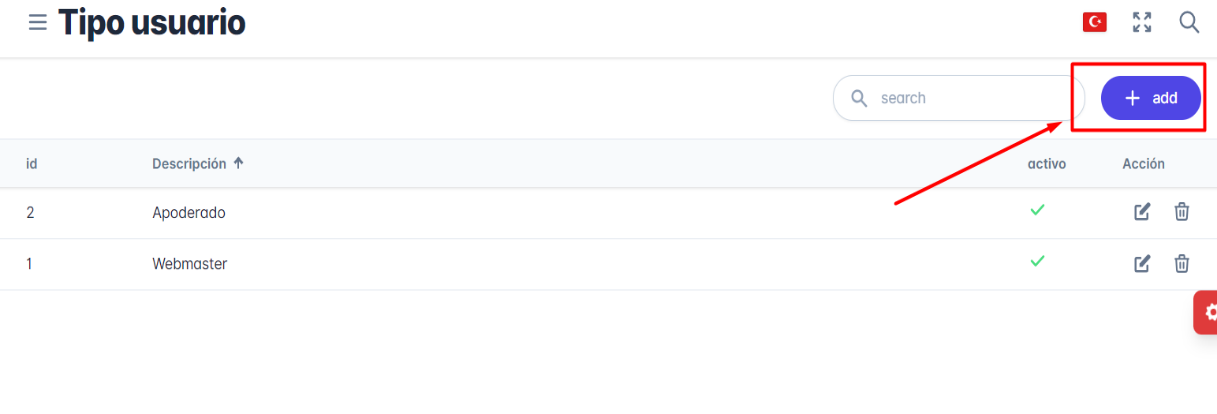 Tipo usuario
search
add
id Descripción activo Acción
2 Apoderado
1 Webmaster